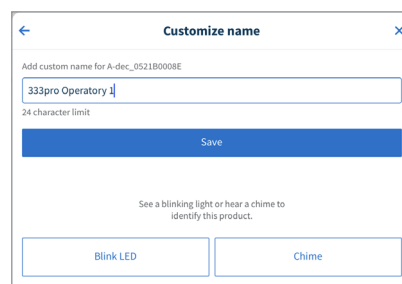 Customize name
Add custom name for A-dec_0521B0008E
333pro Operatory 1
24 character limit
Save
See a blinking light or hear a chime to
identify this product.
Blink LED
Chime